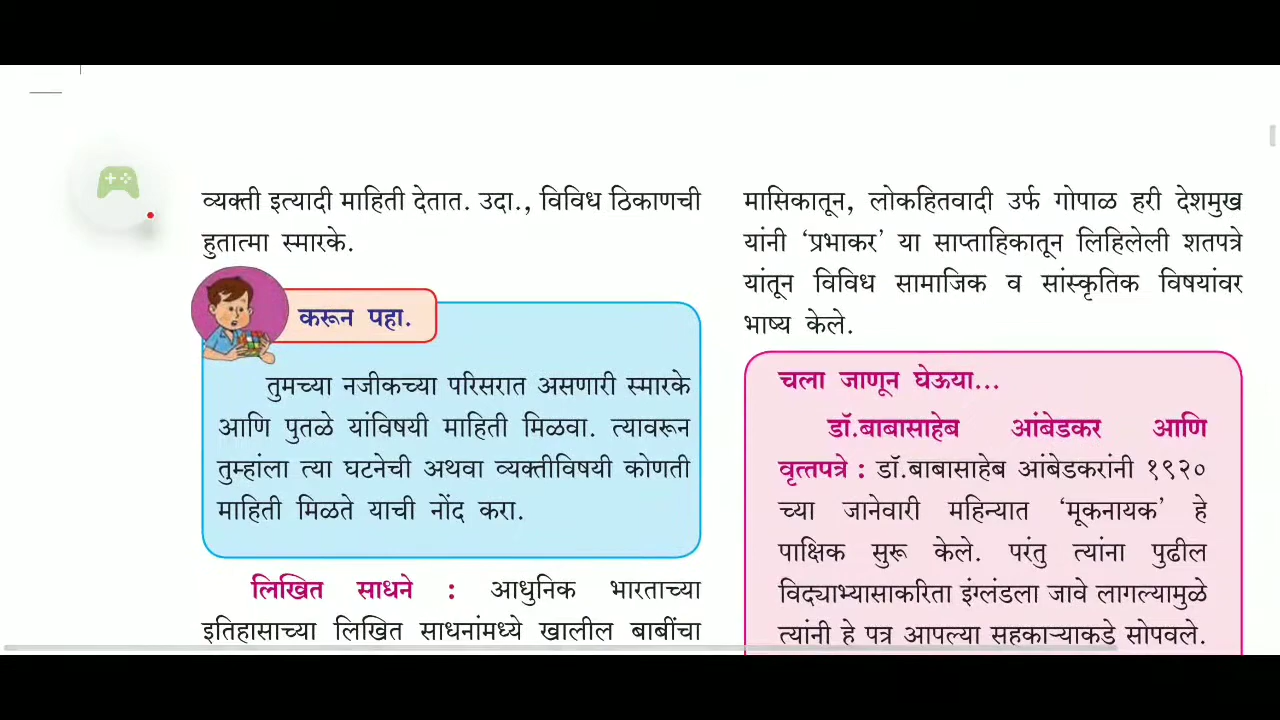 व्यक्ती इत्यादी माहिती देतात. उदा., विविध ठिकाणची
हुतात्मा स्मारके.
करून पहा.
तुमच्या नजीकच्या परिसरात असणारी स्मारके
आणि पुतळे यांविषयी माहिती मिळवा. त्यावरून
तुम्हांला त्या घटनेची अथवा व्यक्तीविषयी कोणती
माहिती मिळते याची नोंद करा.
लिखित साधने : आधुनिक भारताच्या
इतिहासाच्या लिखित साधनांमध्ये खालील बाबींचा
मासिकातून, लोकहितवादी उर्फ गोपाळ हरी देशमुख
यांनी ‘प्रभाकर’ या साप्ताहिकातून लिहिलेली शतपत्रे
यांतून विविध सामाजिक व सांस्कृतिक विषयांवर
भाष्य केले.
चला जाणून घेऊया...
डॉ.बाबासाहेब आंबेडकर आणि
वृत्तपत्रे : डॉ.बाबासाहेब आंबेडकरांनी १९२०
च्या जानेवारी महिन्यात ‘मूकनायक’ हे
पाक्षिक सुरू केले. परंतु त्यांना पुढील
विद्याभ्यासाकरिता इंग्लंडला जावे लागल्यामुळे
त्यांनी हे पत्र आपल्या सहकाऱ्याकडे सोपवले.